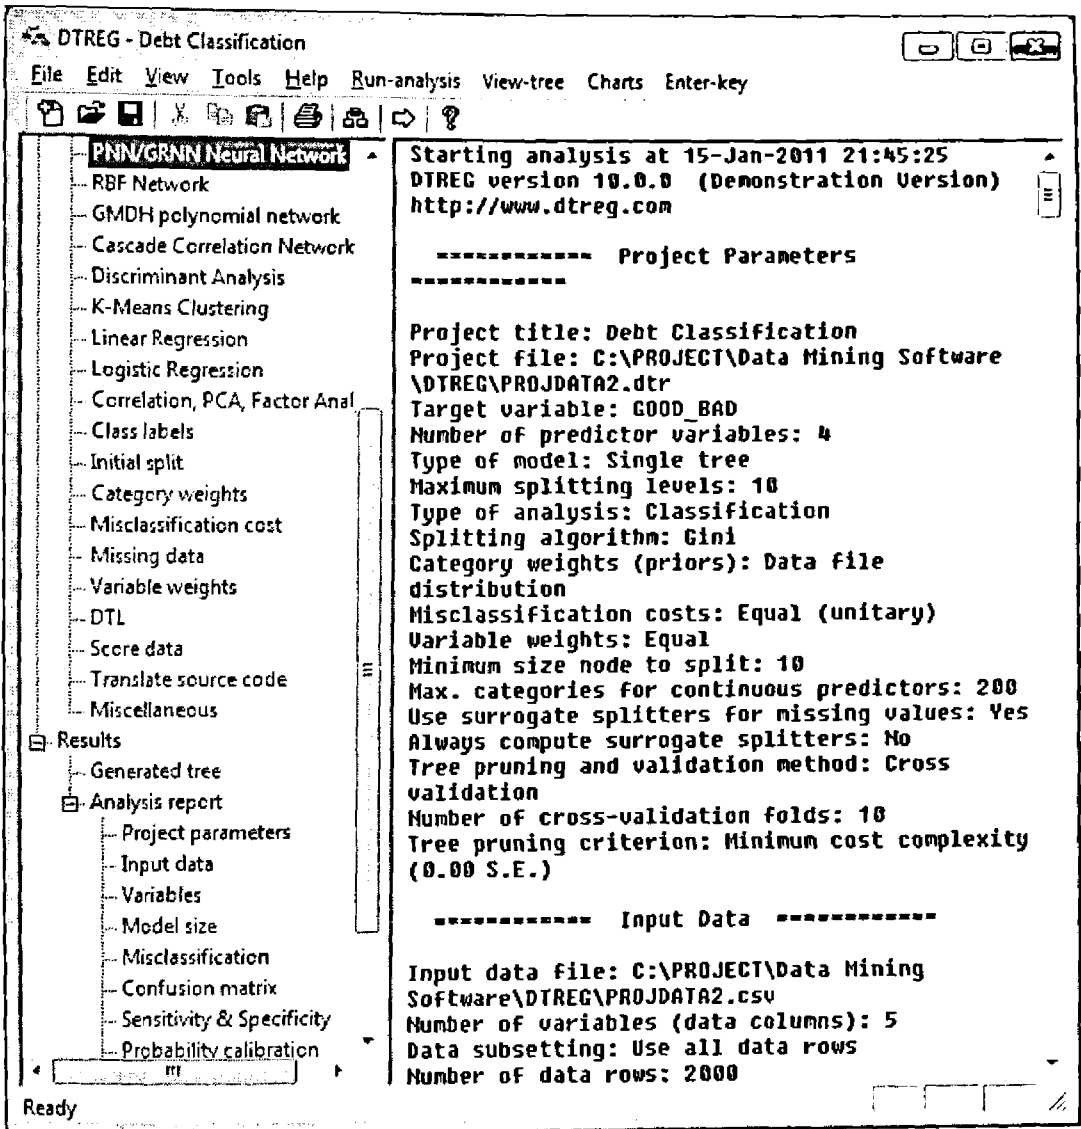 DTREG - Debt Classification
File Edit View Tools Help Run-analysis View-tree Charts Enter-key
PNN/GRNN Neural Network
RBF Network
GMDH polynomial network
Cascade Correlation Network
Discriminant Analysis
K-Means Clustering
Linear Regression
Logistic Regression
Correlation, PCA, Factor Anal
Class labels
Initial split
Category weights
Misclassification cost
Missing data
Variable weights
DTL
Score data
Translate source code
Miscellaneous
Results
Generated tree
Analysis report
Project parameters
Input data
Variables
Model size
Misclassification
Confusion matrix
Sensitivity & Specificity
Probability calibration
Starting analysis at 15-Jan-2011 21:45:25
DTREG version 10.0.0 (Demonstration Version)
http://www.dtreg.com
============ Project Parameters
============
Project title: Debt Classification
Project file: C:\PROJECT\Data Mining Software
\DTREG\PROJDATA2.dtr
Target variable: GOOD_BAD
Number of predictor variables: 4
Type of model: Single tree
Maximum splitting levels: 10
Type of analysis: Classification
Splitting algorithm: Gini
Category weights (priors): Data file
distribution
Misclassification costs: Equal (unitary)
Variable weights: Equal
Minimum size node to split: 10
Max. categories for continuous predictors: 200
Use surrogate splitters for missing values: Yes
Always compute surrogate splitters: No
Tree pruning and validation method: Cross
validation
Number of cross-validation folds: 10
Tree pruning criterion: Minimum cost complexity
(0.00 S.E.)
============ Input Data ============
Input data file: C:\PROJECT\Data Mining
Software\DTREG\PROJDATA2.csv
Number of variables (data columns): 5
Data subsetting: Use all data rows
Number of data rows: 2000
Ready